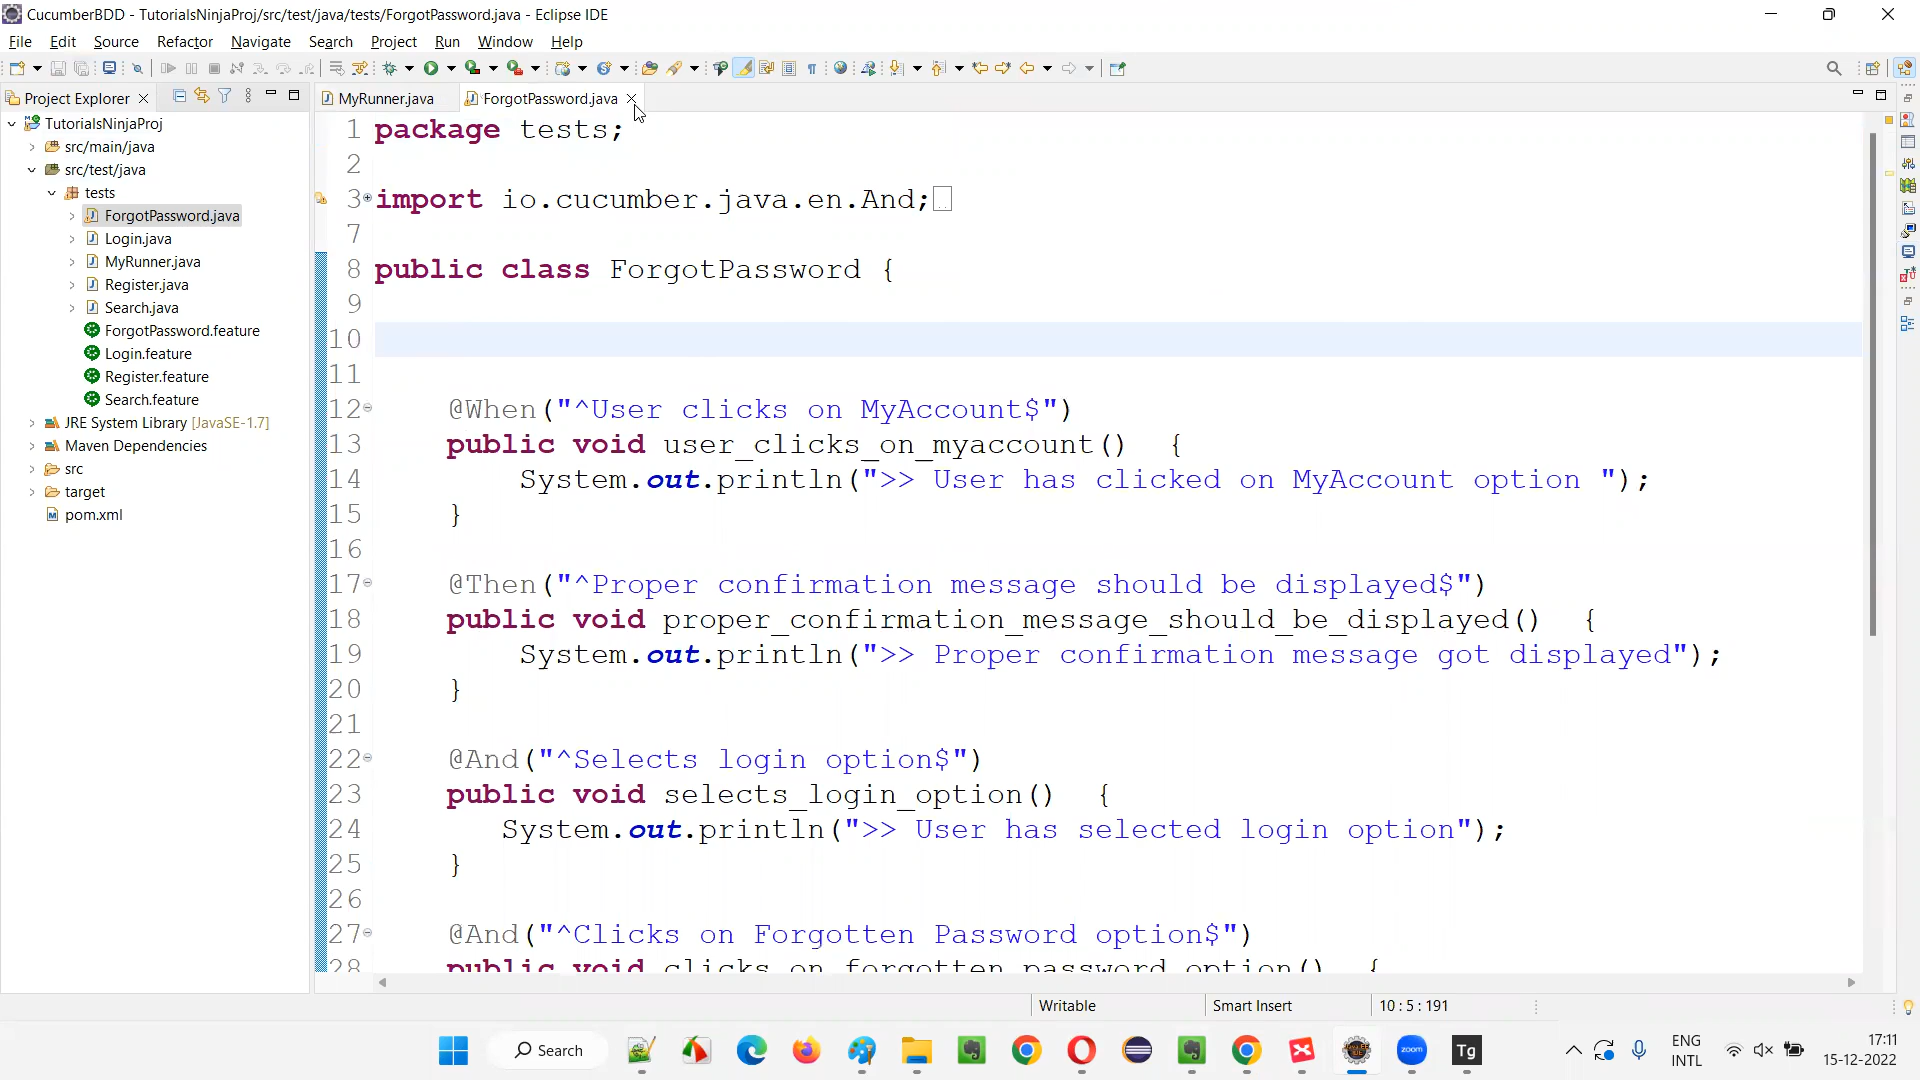 CucumberBDD - TutorialsNinjaProj/src/test/java/tests/ForgotPassword.java - Eclipse IDE
File Edit Source Refactor Navigate Search Project Run Window Help
Project Explorer
MyRunner.java
ForgotPassword.java
TutorialsNinjaProj
src/main/java
src/test/java
tests
ForgotPassword.java
Login.java
MyRunner.java
Register.java
Search.java
ForgotPassword.feature
Login.feature
Register.feature
Search.feature
JRE System Library [JavaSE-1.7]
Maven Dependencies
src
target
pom.xml
1 package tests;
2
3 import io.cucumber.java.en.And;
7
8 public class ForgotPassword {
9
10
11
12 @When("^User clicks on MyAccount$")
13 public void user_clicks_on_myaccount() {
14 System.out.println(">> User has clicked on MyAccount option ");
15 }
16
17 @Then("^Proper confirmation message should be displayed$")
18 public void proper_confirmation_message_should_be_displayed() {
19 System.out.println(">> Proper confirmation message got displayed");
20 }
21
22 @And("^Selects login option$")
23 public void selects_login_option() {
24 System.out.println(">> User has selected login option");
25 }
26
27 @And("^Clicks on Forgotten Password option$")
28 public void clicks_on_forgotten_password_option() {
Writable
Smart Insert
10 : 5 : 191
Search
zoom
Tg
ENG
INTL
17:11
15-12-2022